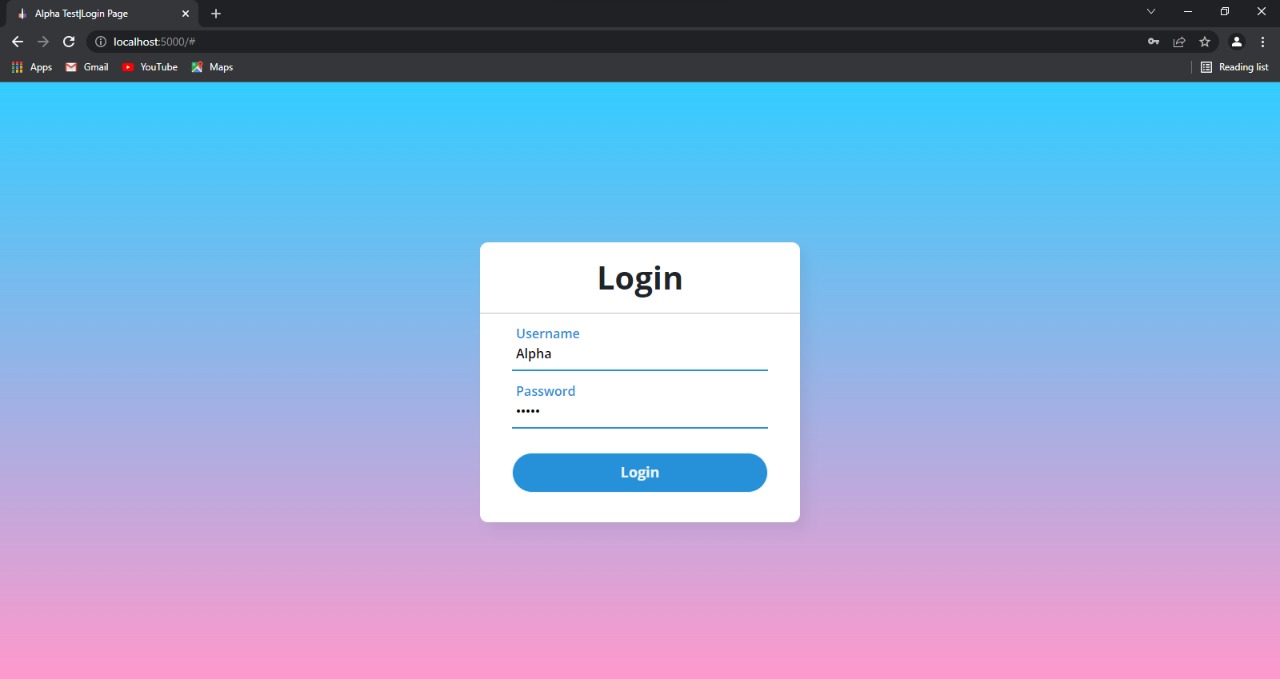 Alpha Test|Login Page
localhost:5000/#
Apps Gmail YouTube Maps Reading list
Login
Username
Alpha
Password
•••••
Login